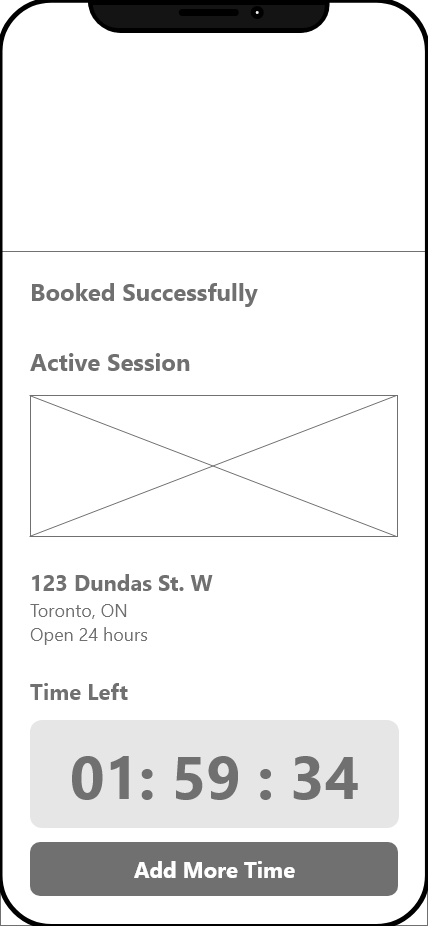 Booked Successfully
Active Session
123 Dundas St. W
Toronto, ON
Open 24 hours
Time Left
01: 59 : 34
Add More Time